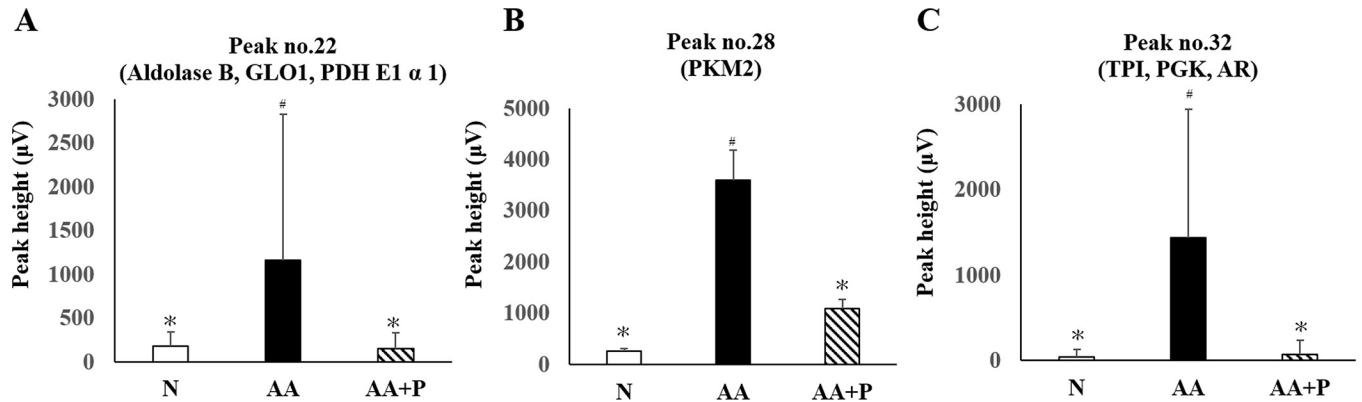 A
Peak no.22
(Aldolase B, GLO1, PDH E1 α 1)
Peak height (μV)
3000
2500
2000
1500
1000
500
0
*
#
*
N AA AA+P
B
Peak no.28
(PKM2)
Peak height (μV)
5000
4000
3000
2000
1000
0
*
#
*
N AA AA+P
C
Peak no.32
(TPI, PGK, AR)
Peak height (μV)
3000
2000
1000
0
*
#
*
N AA AA+P